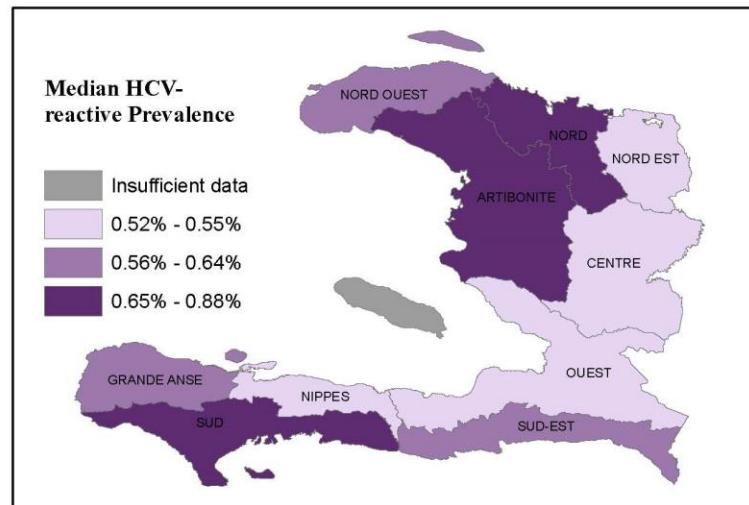 Median HCV-
reactive Prevalence
Insufficient data
0.52% - 0.55%
0.56% - 0.64%
0.65% - 0.88%
NORD OUEST
NORD
NORD EST
ARTIBONITE
CENTRE
OUEST
GRANDE ANSE
NIPPES
SUD
SUD-EST